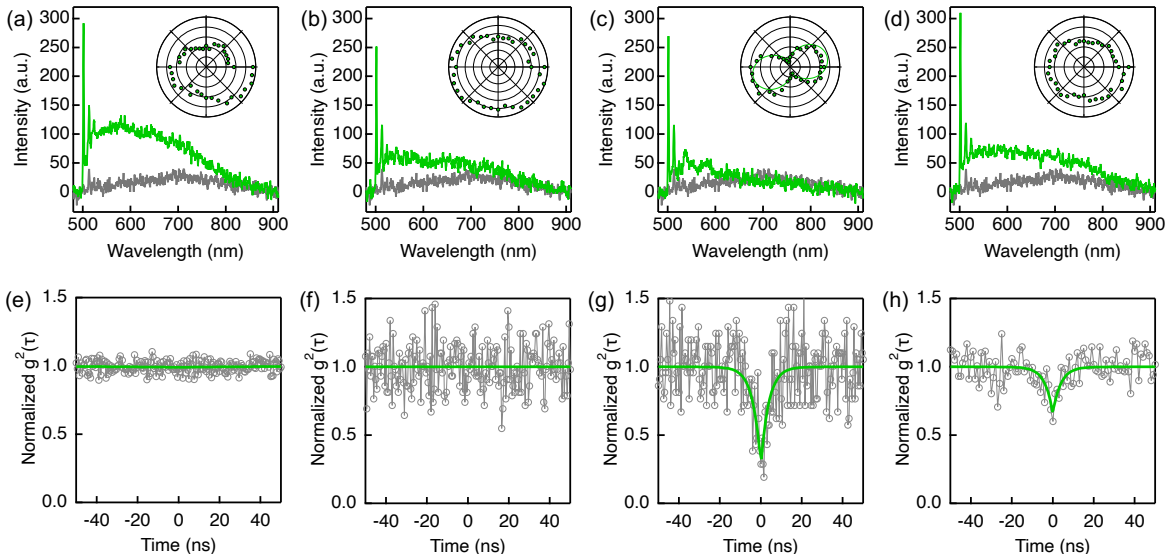 (a) (b) (c) (d)
Intensity (a.u.) Intensity (a.u.) Intensity (a.u.) Intensity (a.u.)
300 300 300 300
250 250 250 250
200 200 200 200
150 150 150 150
100 100 100 100
50 50 50 50
0 0 0 0
500 600 700 800 900 500 600 700 800 900 500 600 700 800 900 500 600 700 800 900
Wavelength (nm) Wavelength (nm) Wavelength (nm) Wavelength (nm)
(e) (f) (g) (h)
Normalized g²(τ) Normalized g²(τ) Normalized g²(τ) Normalized g²(τ)
1.5 1.5 1.5 1.5
1.0 1.0 1.0 1.0
0.5 0.5 0.5 0.5
0.0 0.0 0.0 0.0
-40 -20 0 20 40 -40 -20 0 20 40 -40 -20 0 20 40 -40 -20 0 20 40
Time (ns) Time (ns) Time (ns) Time (ns)